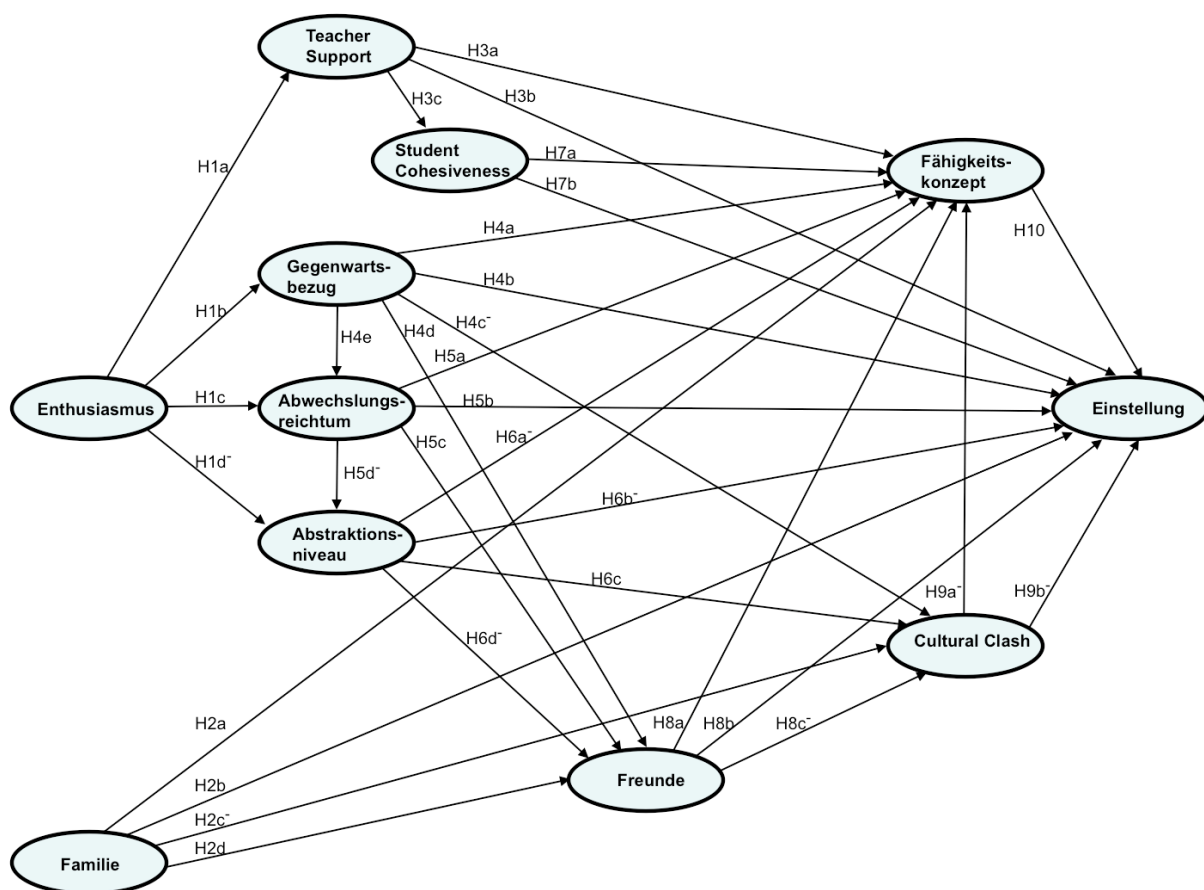 Teacher
Support
H3a
H3b
H3c
H1a
Student
Cohesiveness
H7a
H7b
Fähigkeits-
konzept
H10
H4a
Gegenwarts-
bezug
H4b
H4c⁻
H4d
H1b
H4e
H5a
Enthusiasmus
H1c
Abwechslungs-
reichtum
H5b
Einstellung
H5c
H6a⁻
H1d⁻
H5d⁻
H6b⁻
Abstraktions-
niveau
H6c
H9a⁻
H9b⁻
H6d⁻
Cultural Clash
H2a
H8a
H8b
H8c⁻
Freunde
H2b
H2c⁻
H2d
Familie